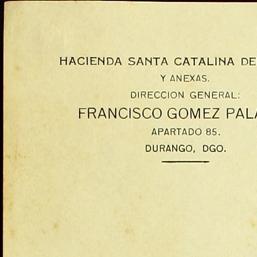 HACIENDA SANTA CATALINA DE
Y ANEXAS.
DIRECCION GENERAL:
FRANCISCO GOMEZ PALA
APARTADO 85.
DURANGO, DGO.